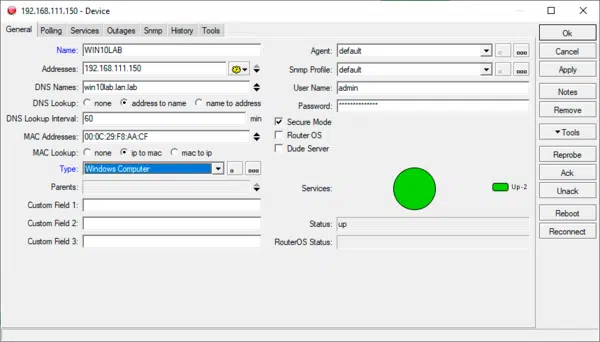 192.168.111.150 - Device
General Polling Services Outages Snmp History Tools
Name: WIN10LAB
Addresses: 192.168.111.150
DNS Names: win10lab.lan.lab
DNS Lookup: none address to name name to address
DNS Lookup Interval: 60 min
MAC Addresses: 00:0C:29:F8:AA:CF
MAC Lookup: none ip to mac mac to ip
Type: Windows Computer
Parents:
Custom Field 1:
Custom Field 2:
Custom Field 3:
Agent: default
Snmp Profile: default
User Name: admin
Password: **************
Secure Mode
Router OS
Dude Server
Services: Up-2
Status: up
RouterOS Status:
Ok
Cancel
Apply
Notes
Remove
Tools
Reprobe
Ack
Unack
Reboot
Reconnect